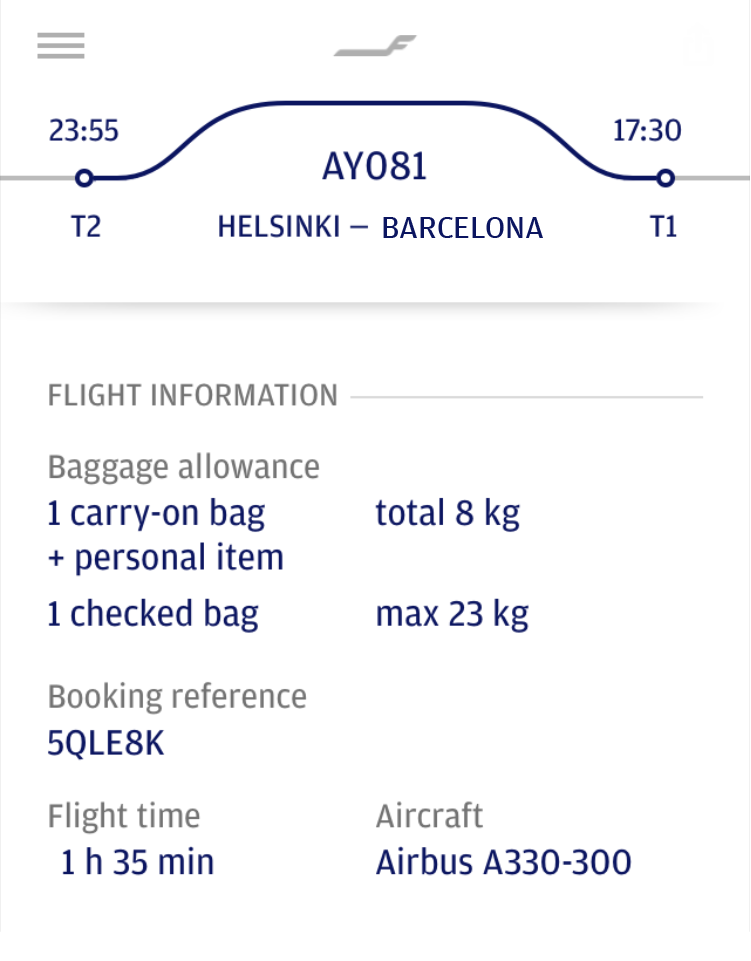 23:55 17:30
AY081
T2 HELSINKI – BARCELONA T1
FLIGHT INFORMATION
Baggage allowance
1 carry-on bag total 8 kg
+ personal item
1 checked bag max 23 kg
Booking reference
5QLE8K
Flight time Aircraft
1 h 35 min Airbus A330-300